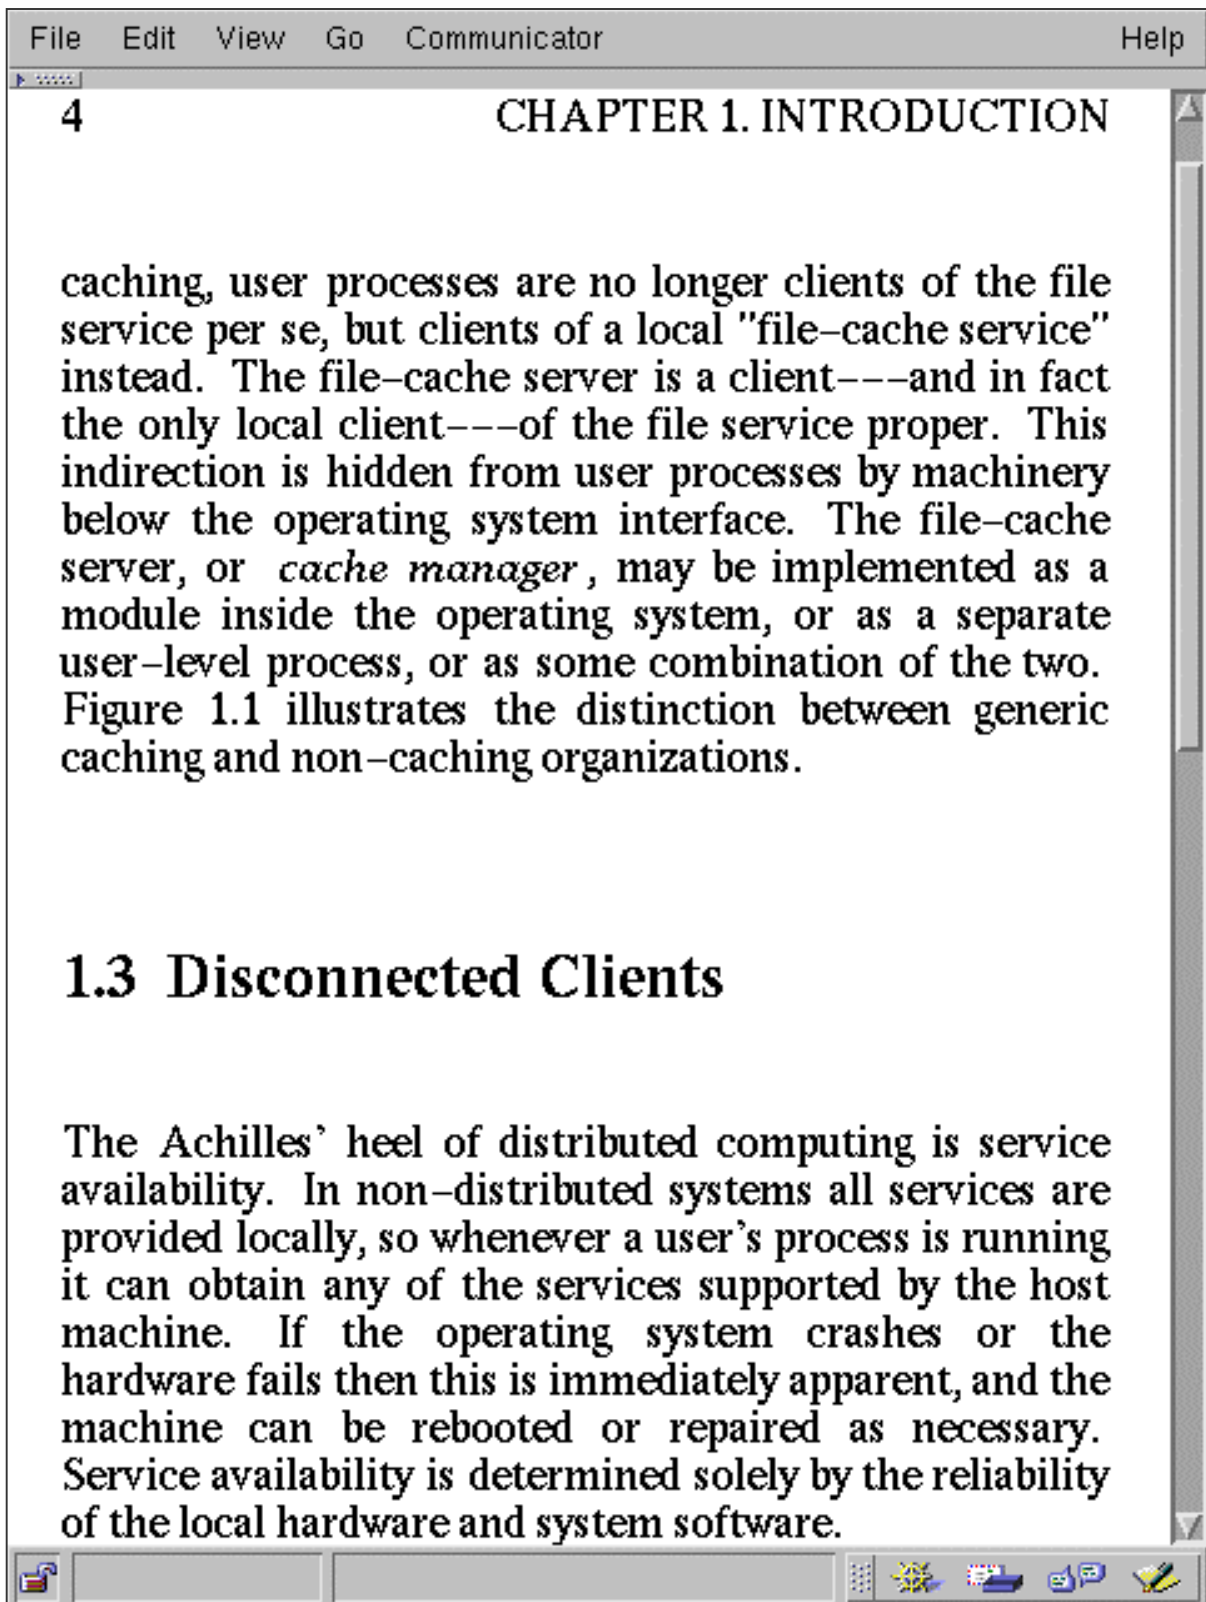 File Edit View Go Communicator Help
4 CHAPTER 1. INTRODUCTION
caching, user processes are no longer clients of the file
service per se, but clients of a local "file–cache service"
instead. The file–cache server is a client–––and in fact
the only local client–––of the file service proper. This
indirection is hidden from user processes by machinery
below the operating system interface. The file–cache
server, or cache manager, may be implemented as a
module inside the operating system, or as a separate
user–level process, or as some combination of the two.
Figure 1.1 illustrates the distinction between generic
caching and non–caching organizations.
1.3 Disconnected Clients
The Achilles' heel of distributed computing is service
availability. In non–distributed systems all services are
provided locally, so whenever a user's process is running
it can obtain any of the services supported by the host
machine. If the operating system crashes or the
hardware fails then this is immediately apparent, and the
machine can be rebooted or repaired as necessary.
Service availability is determined solely by the reliability
of the local hardware and system software.